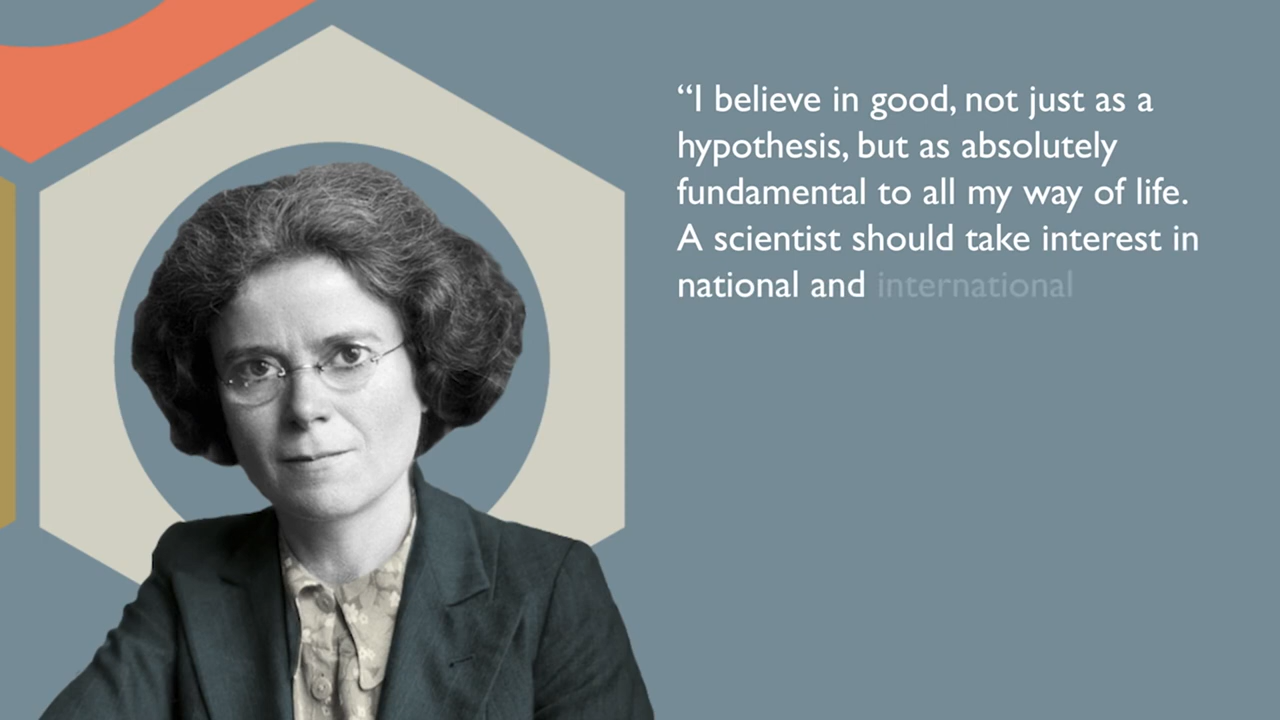 “I believe in good, not just as a
hypothesis, but as absolutely
fundamental to all my way of life.
A scientist should take interest in
national and international